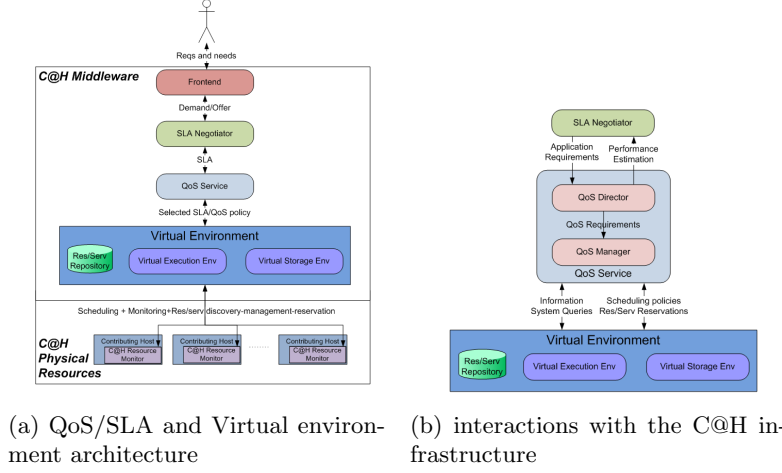 Reqs and needs
C@H Middleware
Frontend
Demand/Offer
SLA Negotiator
SLA
QoS Service
Selected SLA/QoS policy
Virtual Environment
Res/Serv
Repository
Virtual Execution Env
Virtual Storage Env
Scheduling + Monitoring+Res/serv discovery-management-reservation
C@H
Physical
Resources
Contributing Host
C@H Resource
Monitor
Contributing Host
C@H Resource
Monitor
..........
Contributing Host
C@H Resource
Monitor
(a) QoS/SLA and Virtual environ-
ment architecture
SLA Negotiator
Application
Requirements
Performance
Estimation
QoS Director
QoS Requirements
QoS Manager
QoS Service
Information
System Queries
Scheduling policies
Res/Serv Reservations
Virtual Environment
Res/Serv
Repository
Virtual Execution Env
Virtual Storage Env
(b) interactions with the C@H in-
frastructure